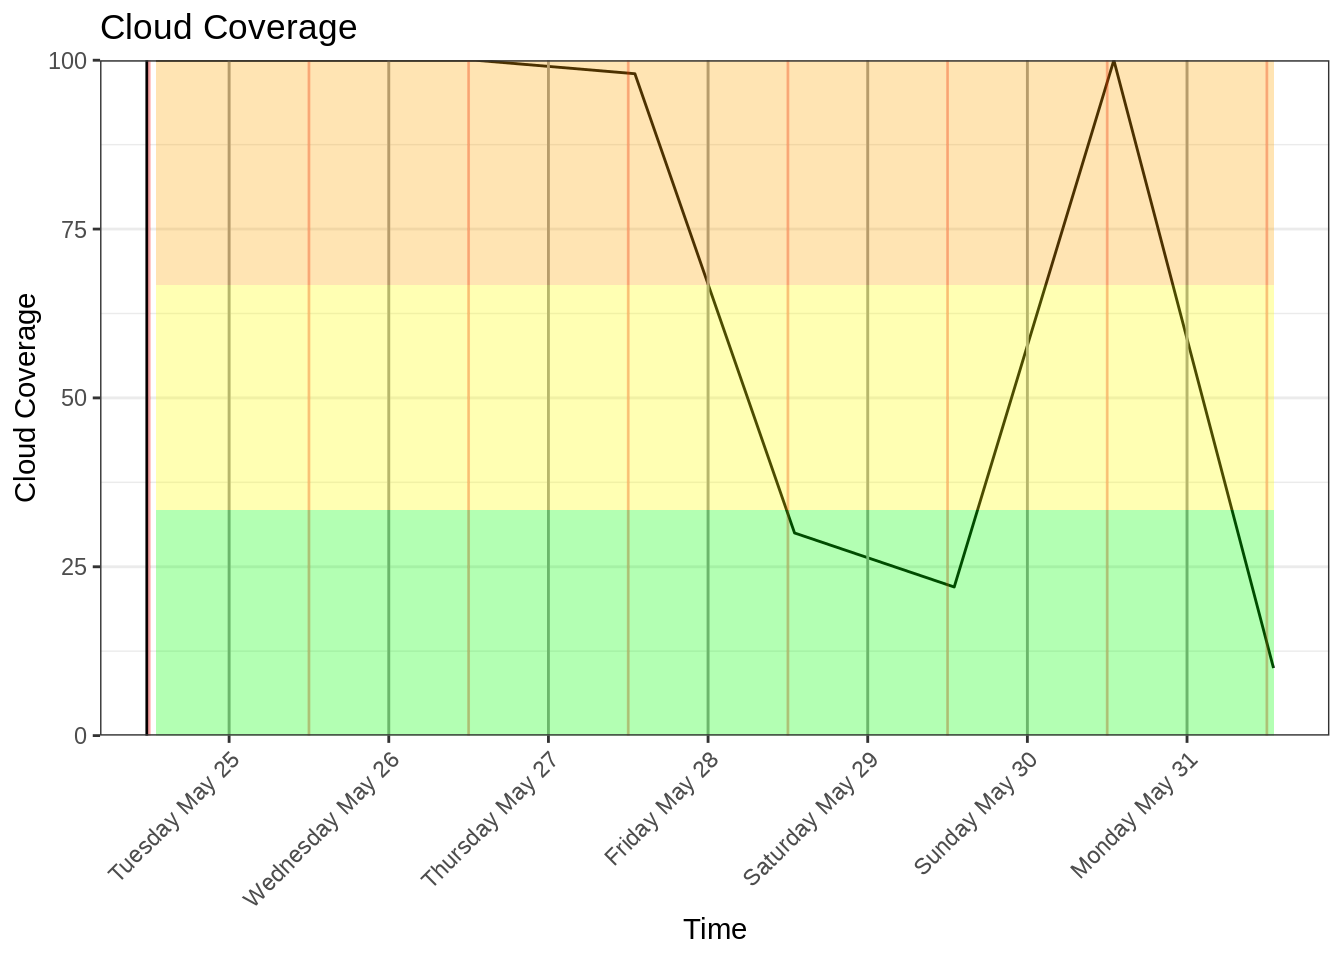 Cloud Coverage
100
75
50
25
0
Cloud Coverage
Tuesday May 25
Wednesday May 26
Thursday May 27
Friday May 28
Saturday May 29
Sunday May 30
Monday May 31
Time